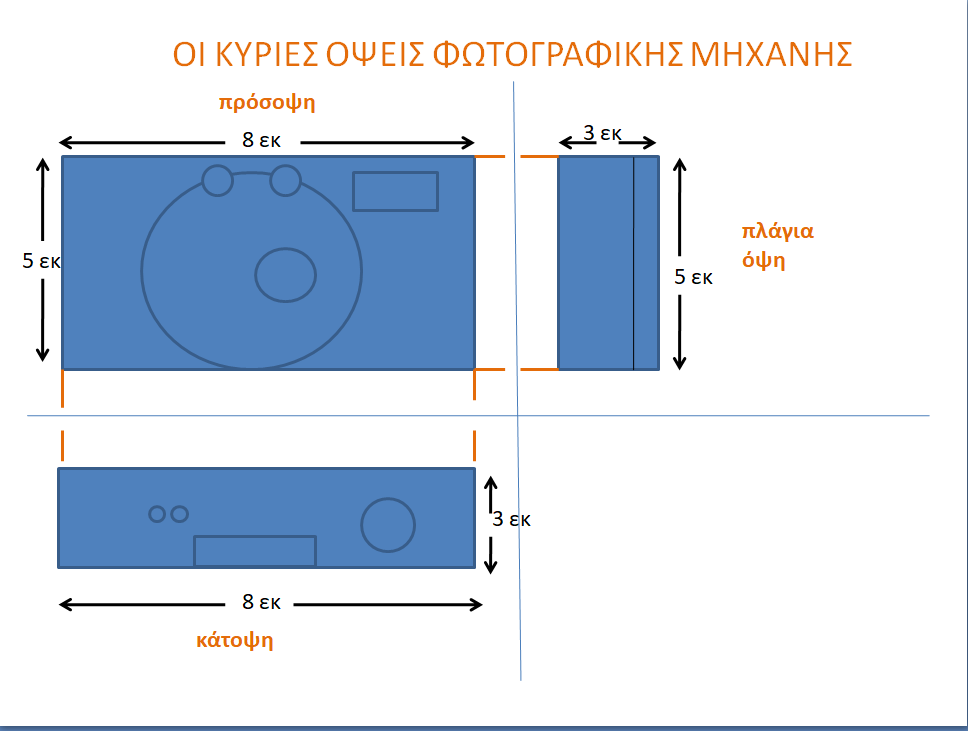 ΟΙ ΚΥΡΙΕΣ ΟΨΕΙΣ ΦΩΤΟΓΡΑΦΙΚΗΣ ΜΗΧΑΝΗΣ
πρόσοψη
8 εκ
3 εκ
5 εκ
πλάγια
όψη
5 εκ
3 εκ
8 εκ
κάτοψη